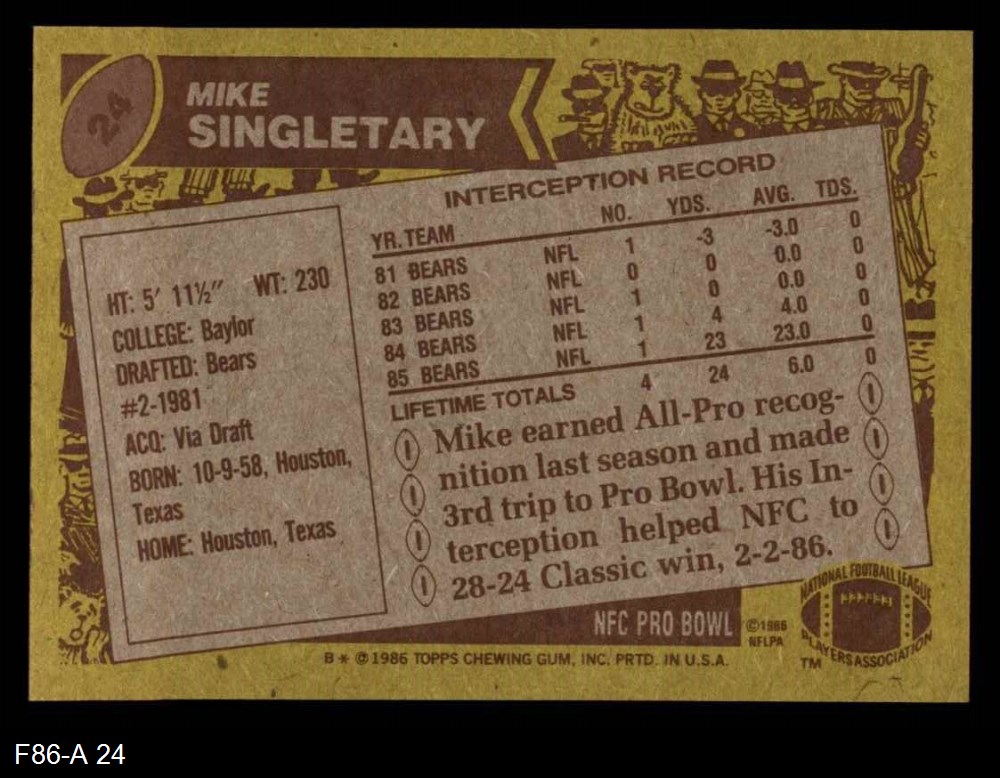 24
MIKE
SINGLETARY
HT: 5' 11½" WT: 230
COLLEGE: Baylor
DRAFTED: Bears
#2-1981
ACQ: Via Draft
BORN: 10-9-58, Houston,
Texas
HOME: Houston, Texas
INTERCEPTION RECORD
YR. TEAM NO. YDS. AVG. TDS.
81 BEARS NFL 1 -3 -3.0 0
82 BEARS NFL 0 0 0.0 0
83 BEARS NFL 1 0 0.0 0
84 BEARS NFL 1 4 4.0 0
85 BEARS NFL 1 23 23.0 0
LIFETIME TOTALS 4 24 6.0 0
Mike earned All-Pro recog-
nition last season and made
3rd trip to Pro Bowl. His In-
terception helped NFC to
28-24 Classic win, 2-2-86.
NFC PRO BOWL
©1986
NFLPA
NATIONAL FOOTBALL LEAGUE
PLAYERS ASSOCIATION
TM
B * © 1986 TOPPS CHEWING GUM, INC. PRTD. IN U.S.A.
F86-A 24